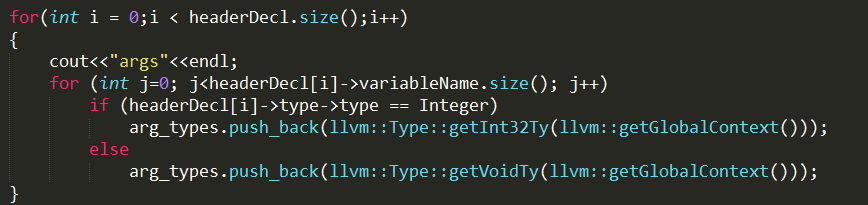 for(int i = 0;i < headerDecl.size();i++)
{
    cout<<"args"<<endl;
    for (int j=0; j<headerDecl[i]->variableName.size(); j++)
        if (headerDecl[i]->type->type == Integer)
            arg_types.push_back(llvm::Type::getInt32Ty(llvm::getGlobalContext()));
        else
            arg_types.push_back(llvm::Type::getVoidTy(llvm::getGlobalContext()));
}